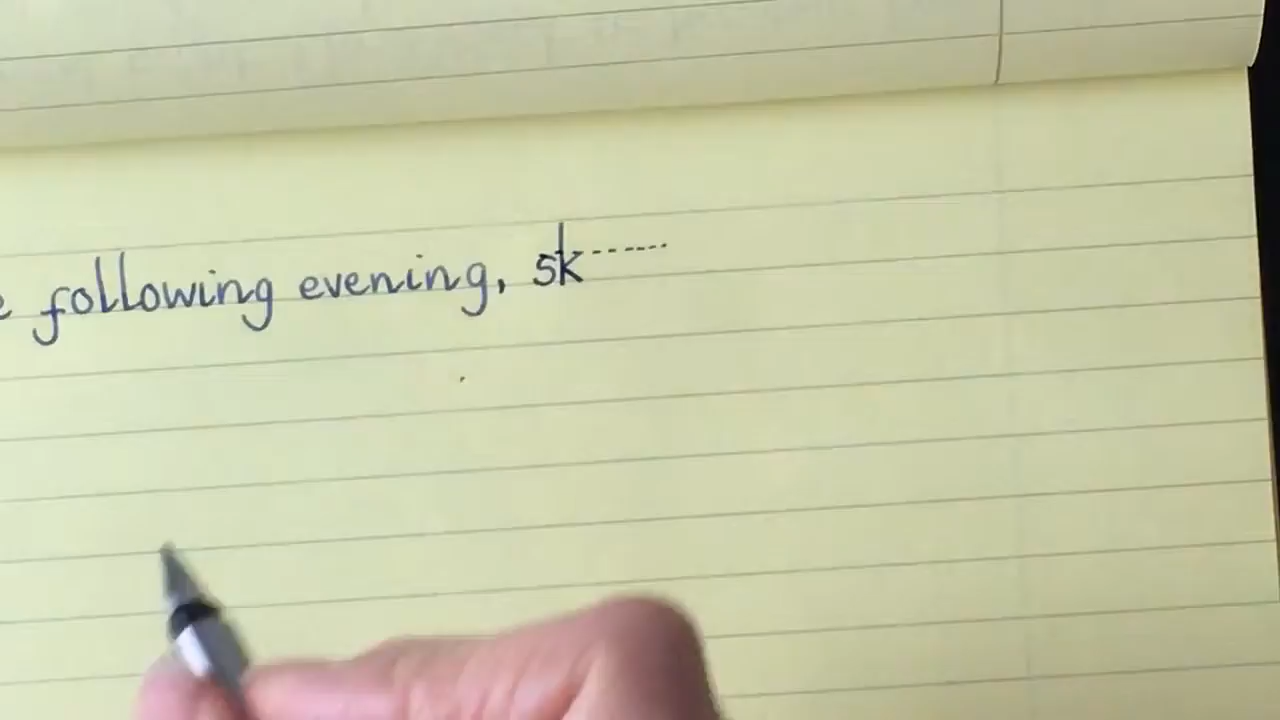 e following evening, sk-------